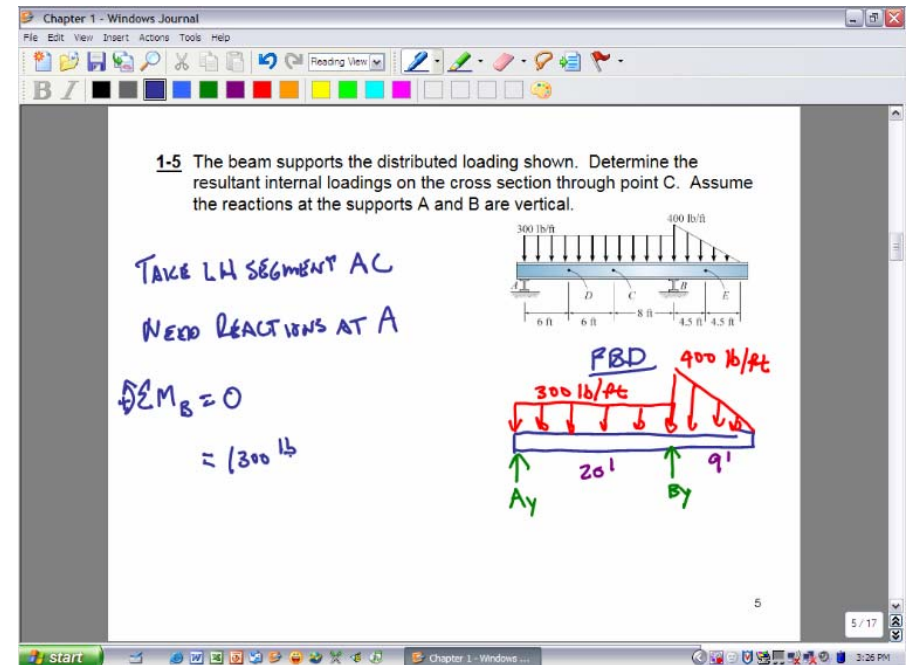 Chapter 1 - Windows Journal
File Edit View Insert Actions Tools Help
Reading View
B I
1-5 The beam supports the distributed loading shown. Determine the
resultant internal loadings on the cross section through point C. Assume
the reactions at the supports A and B are vertical.
400 lb/ft
300 lb/ft
A B
D C E
6 ft 6 ft 8 ft 4.5 ft 4.5 ft
TAKE LH SEGMENT AC
NEED REACTIONS AT A
ΣM_B = 0
= (300 lb
FBD 400 lb/ft
300 lb/ft
20' 9'
Ay By
5
5 / 17
start
Chapter 1 - Windows ...
3:26 PM